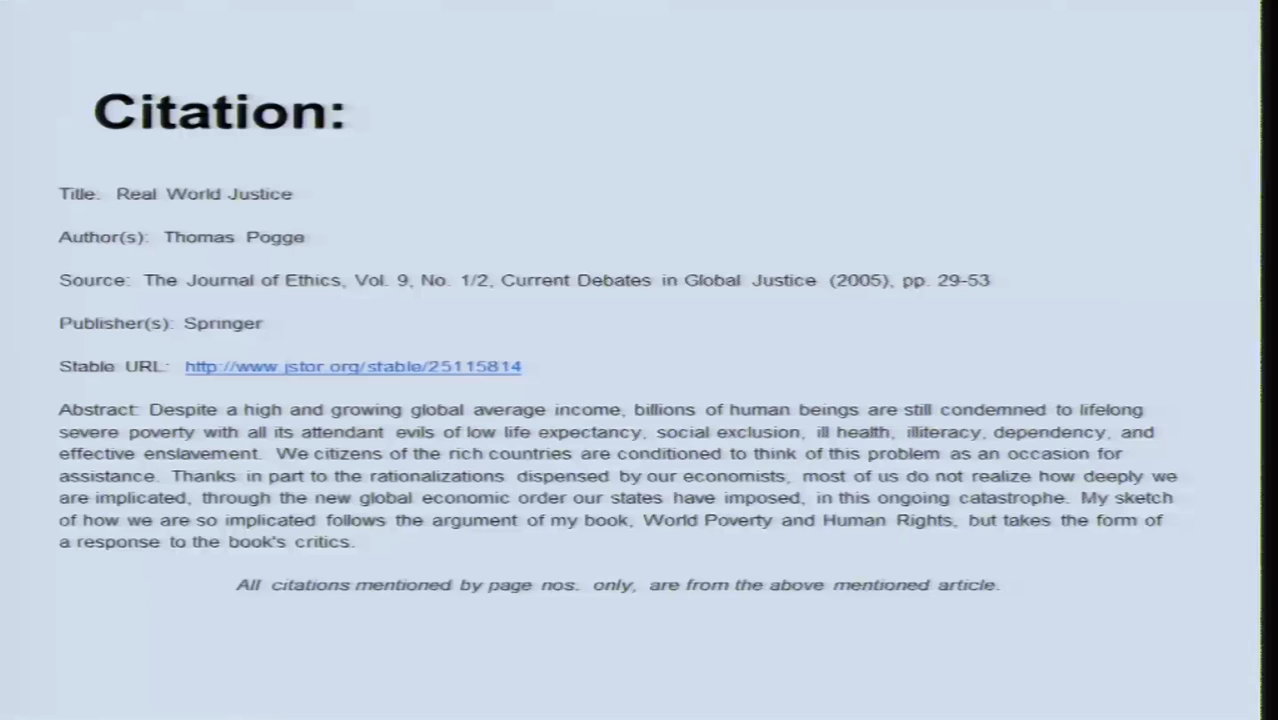 Citation:
Title: Real World Justice
Author(s): Thomas Pogge
Source: The Journal of Ethics, Vol. 9, No. 1/2, Current Debates in Global Justice (2005), pp. 29-53
Publisher(s): Springer
Stable URL: http://www.jstor.org/stable/25115814
Abstract: Despite a high and growing global average income, billions of human beings are still condemned to lifelong
severe poverty with all its attendant evils of low life expectancy, social exclusion, ill health, illiteracy, dependency, and
effective enslavement. We citizens of the rich countries are conditioned to think of this problem as an occasion for
assistance. Thanks in part to the rationalizations dispensed by our economists, most of us do not realize how deeply we
are implicated, through the new global economic order our states have imposed, in this ongoing catastrophe. My sketch
of how we are so implicated follows the argument of my book, World Poverty and Human Rights, but takes the form of
a response to the book's critics.
All citations mentioned by page nos. only, are from the above mentioned article.